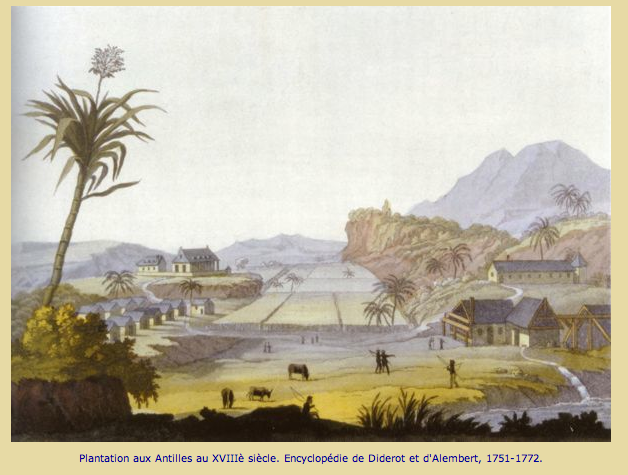 Plantation aux Antilles au XVIIIè siècle. Encyclopédie de Diderot et d'Alembert, 1751-1772.